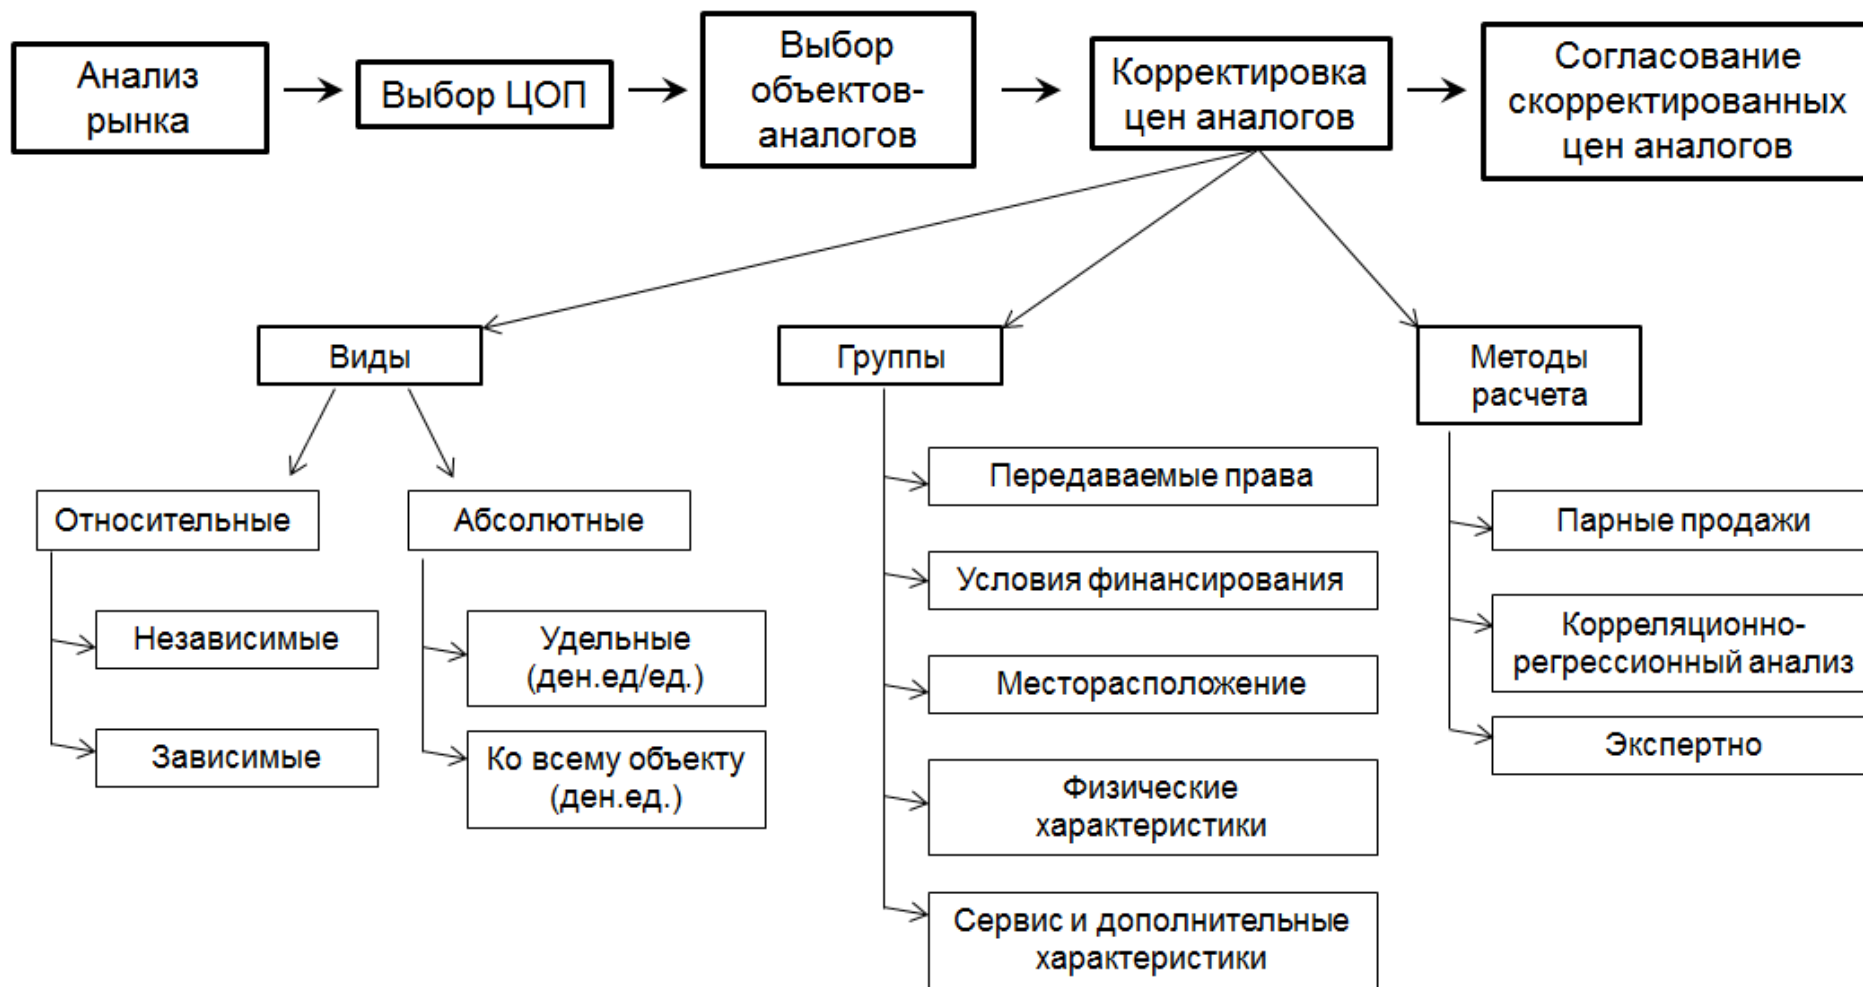 Анализ
рынка
Выбор ЦОП
Выбор
объектов-
аналогов
Корректировка
цен аналогов
Согласование
скорректированных
цен аналогов
Виды
Группы
Методы
расчета
Относительные
Абсолютные
Независимые
Зависимые
Удельные
(ден.ед/ед.)
Ко всему объекту
(ден.ед.)
Передаваемые права
Условия финансирования
Месторасположение
Физические
характеристики
Сервис и дополнительные
характеристики
Парные продажи
Корреляционно-
регрессионный анализ
Экспертно